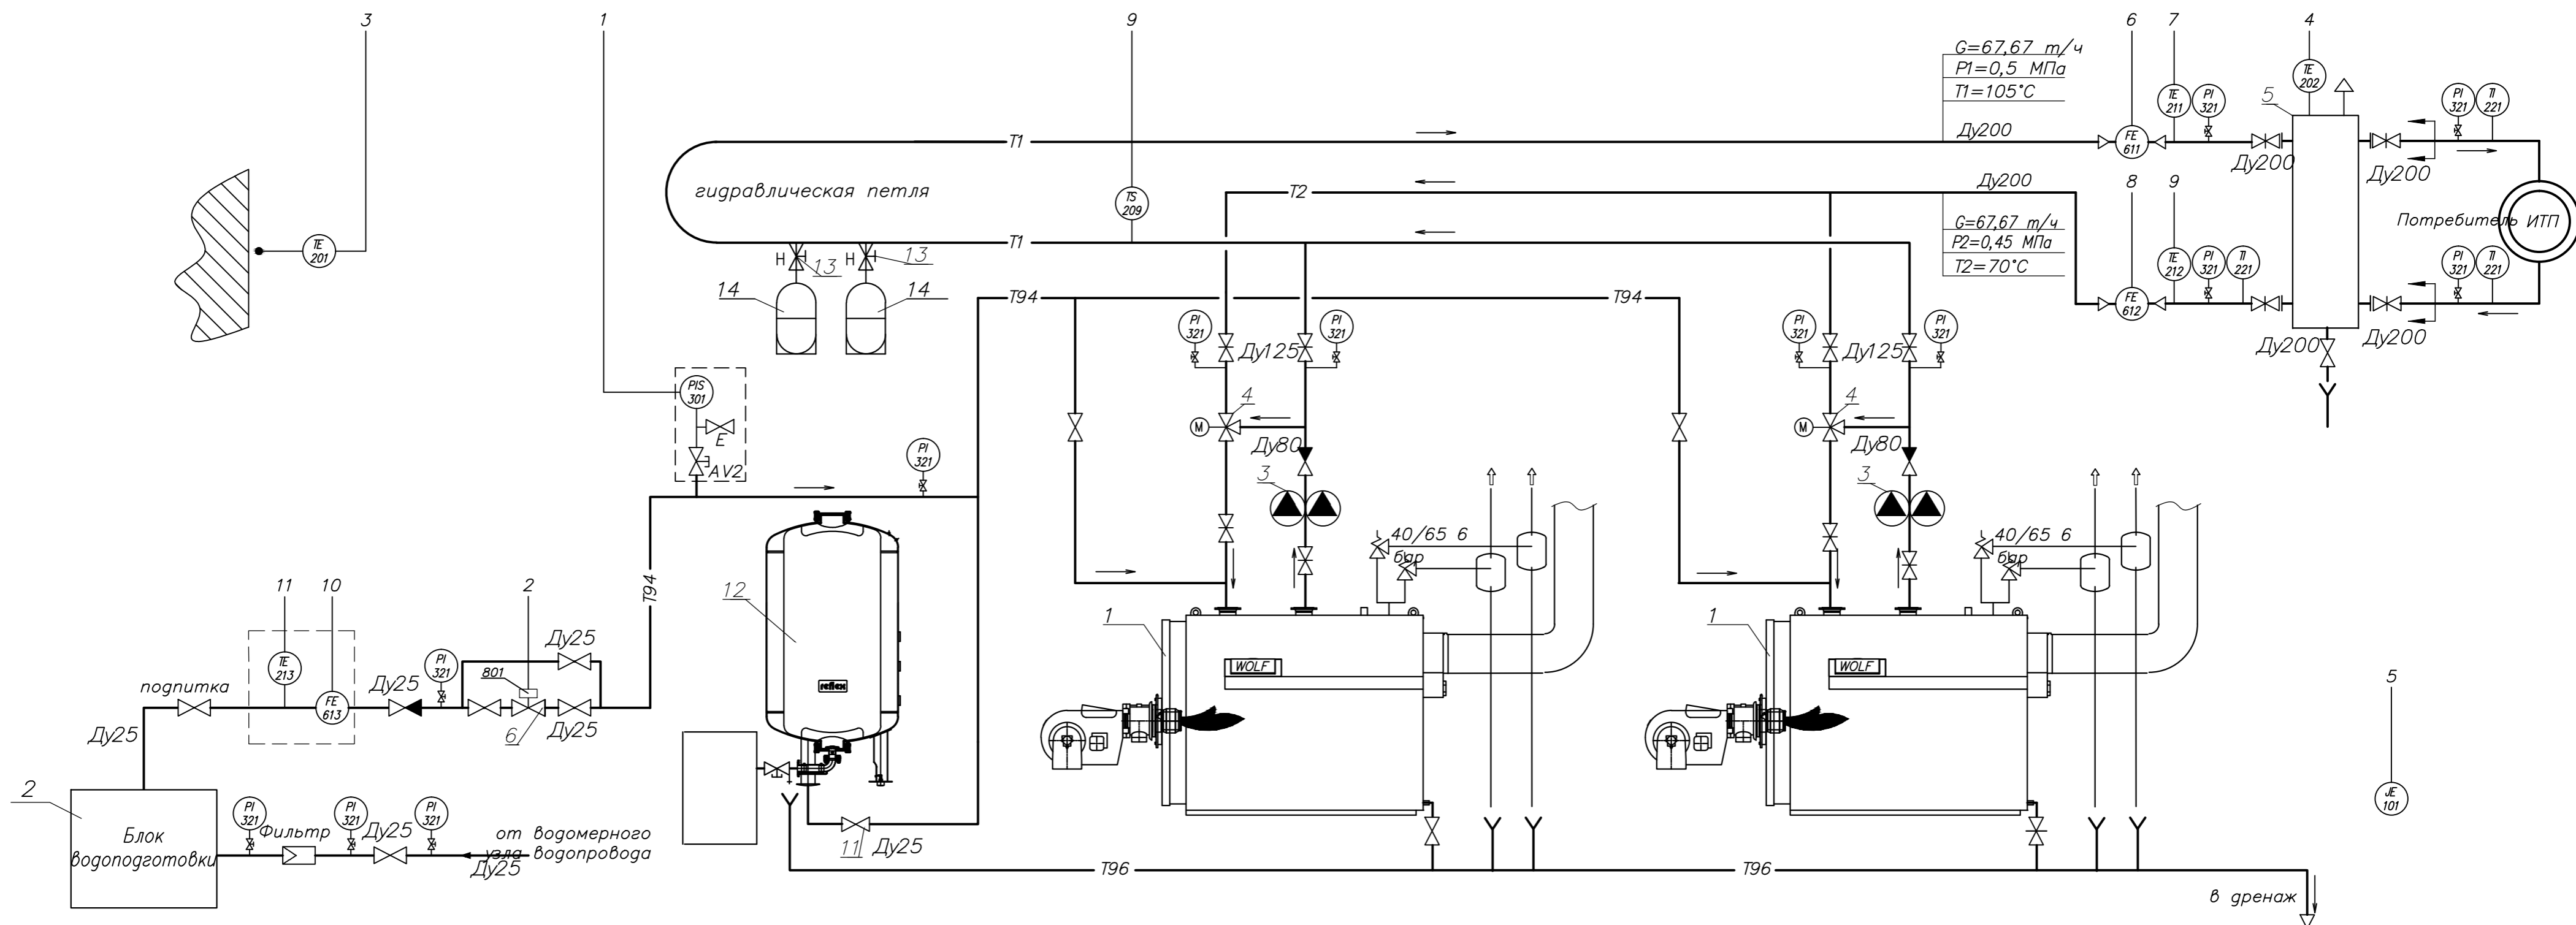 3
1
9
6
7
4
G=67,67 т/ч
P1=0,5 МПа
T1=105°C
TE
202
5
TE
211
PI
321
PI
321
TI
221
T1
Ду200
FE
611
Ду200
Ду200
гидравлическая петля
TS
209
T2
Ду200
8
9
Потребитель ИТП
TE
201
T1
G=67,67 т/ч
P2=0,45 МПа
T2=70°C
TE
212
PI
321
TI
221
PI
321
TI
221
H
13
H
13
14
14
T94
T94
FE
612
PI
321
Ду125
PI
321
PI
321
Ду125
PI
321
Ду200
Ду200
PIS
301
E
AV2
4
M
Ду80
4
M
Ду80
PI
321
3
3
40/65 6
бар
40/65 6
бар
T94
11
10
2
12
1
1
Ду25
TE
213
PI
321
801
WOLF
WOLF
5
подпитка
Ду25
FE
613
reflex
Ду25
6
Ду25
2
Блок
водоподготовки
PI
321
Фильтр
PI
321
Ду25
PI
321
от водомерного
узла водопровода
Ду25
11
Ду25
JE
101
T96
T96
в дренаж